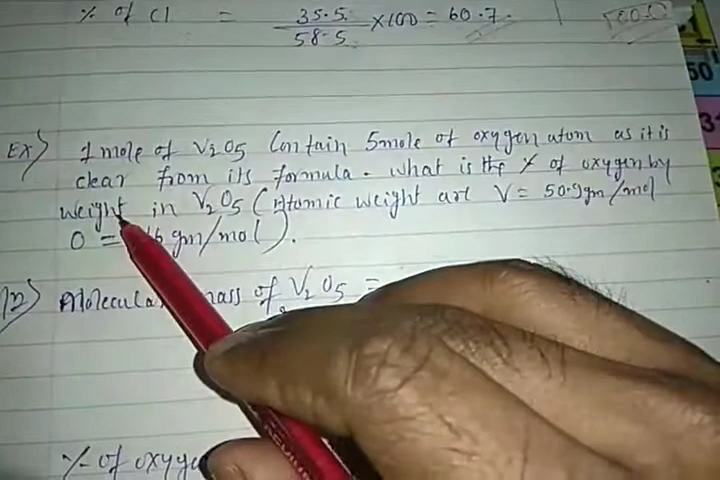 % of Cl = 35.5 / 58.5 × 100 = 60.7.
50
3
Ex) 1 mole of V2O5 Contain 5mole of oxygen atom as it is
clear from its formula. what is the % of oxygen by
weight in V2O5 (Atomic weight are V = 50.9gm/mol
O = 16 gm/mol).
Molecular mass of V2O5 =
% of oxyge